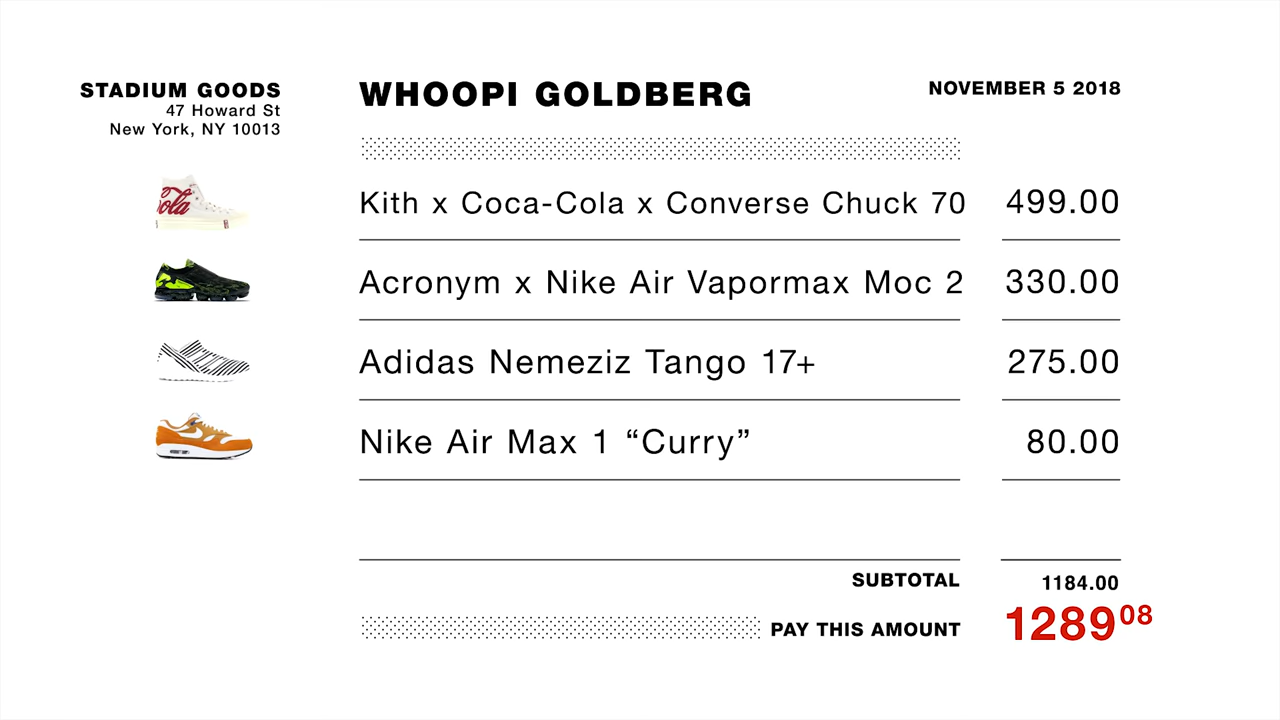 STADIUM GOODS
47 Howard St
New York, NY 10013
WHOOPI GOLDBERG
NOVEMBER 5 2018
Kith x Coca-Cola x Converse Chuck 70 499.00
Acronym x Nike Air Vapormax Moc 2 330.00
Adidas Nemeziz Tango 17+ 275.00
Nike Air Max 1 “Curry” 80.00
SUBTOTAL 1184.00
PAY THIS AMOUNT 1289 08